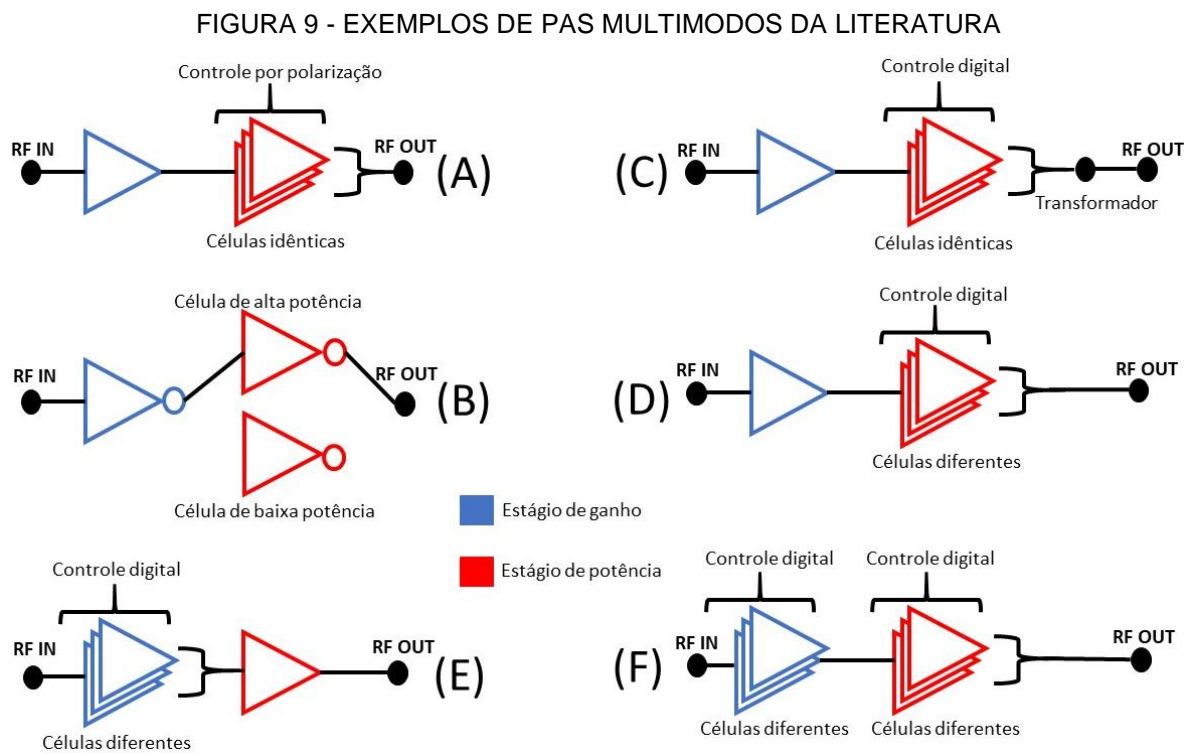 FIGURA 9 - EXEMPLOS DE PAS MULTIMODOS DA LITERATURA
Controle por polarização
RF IN
RF OUT
(A)
Células idênticas
Controle digital
RF IN
RF OUT
(C)
Transformador
Células idênticas
Célula de alta potência
RF IN
RF OUT
(B)
Célula de baixa potência
Controle digital
RF IN
RF OUT
(D)
Células diferentes
Estágio de ganho
Estágio de potência
Controle digital
RF IN
RF OUT
(E)
Células diferentes
Controle digital
Controle digital
RF IN
RF OUT
(F)
Células diferentes
Células diferentes